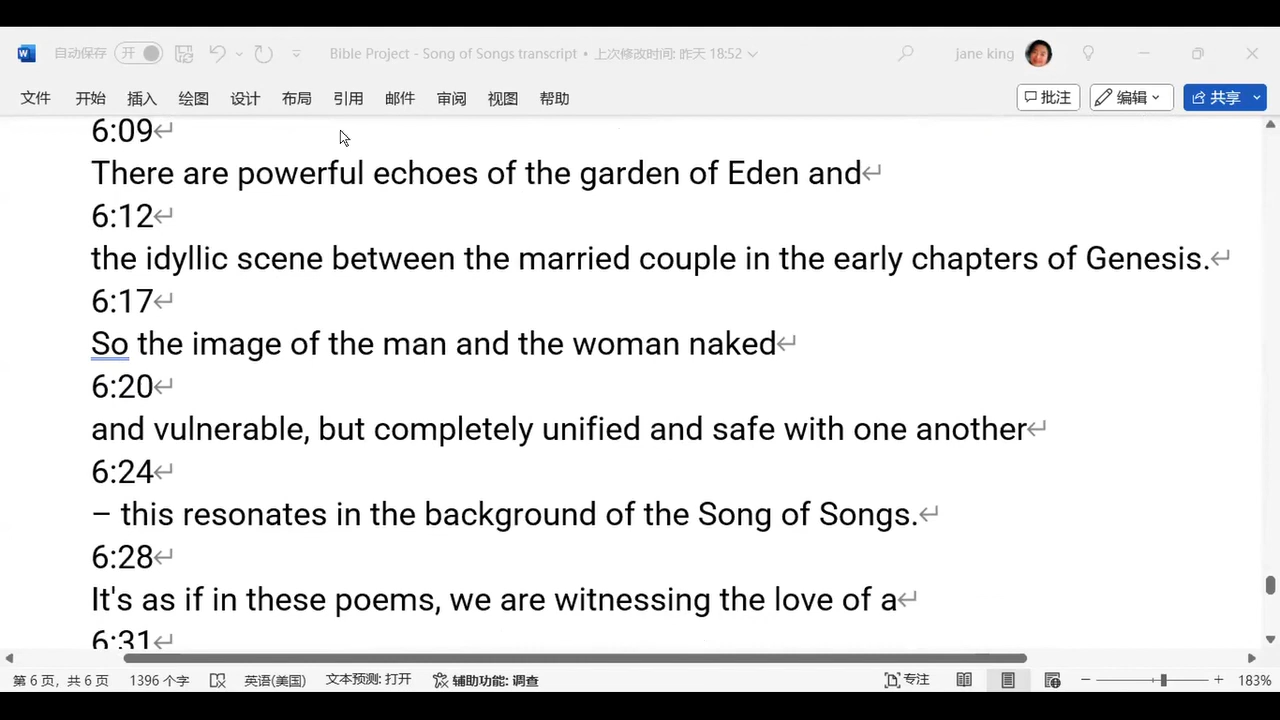 自动保存 开 Bible Project - Song of Songs transcript • 上次修改时间: 昨天 18:52 jane king
文件 开始 插入 绘图 设计 布局 引用 邮件 审阅 视图 帮助 批注 编辑 共享
6:09
There are powerful echoes of the garden of Eden and
6:12
the idyllic scene between the married couple in the early chapters of Genesis.
6:17
So the image of the man and the woman naked
6:20
and vulnerable, but completely unified and safe with one another
6:24
– this resonates in the background of the Song of Songs.
6:28
It's as if in these poems, we are witnessing the love of a
6:31
第 6 页, 共 6 页 1396 个字 英语(美国) 文本预测: 打开 辅助功能: 调查 专注 183%